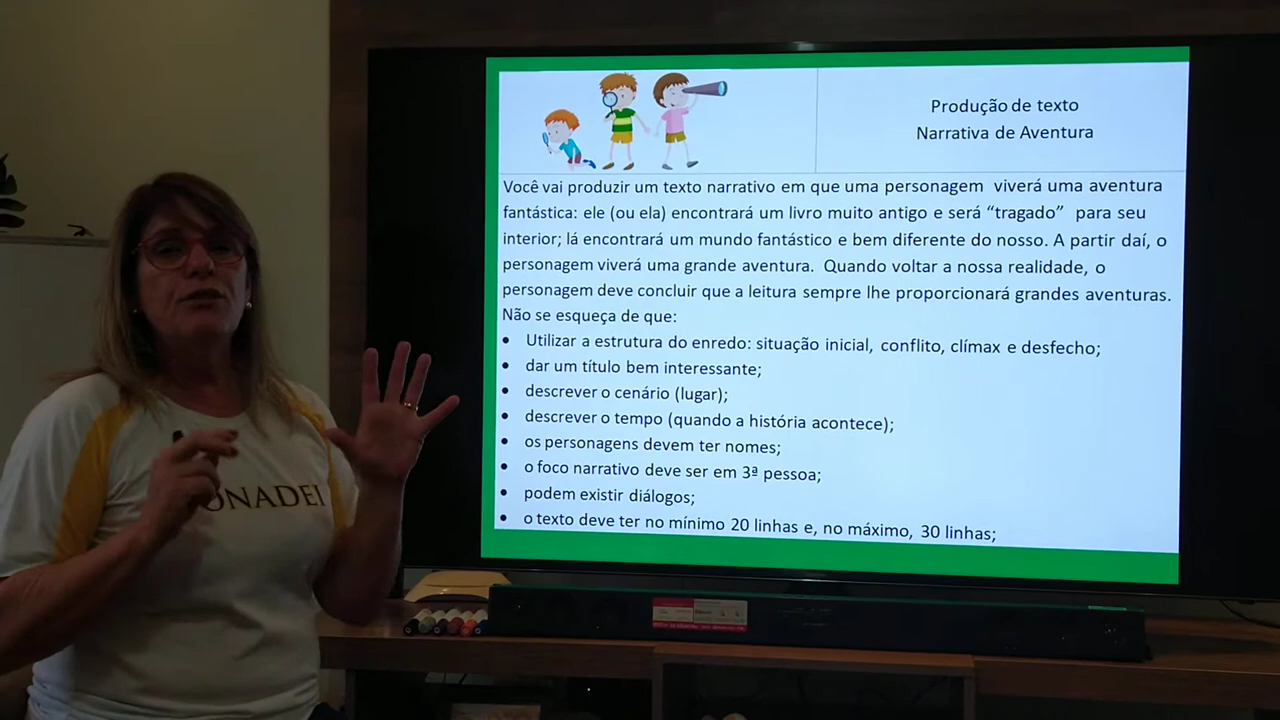 Produção de texto
Narrativa de Aventura
Você vai produzir um texto narrativo em que uma personagem viverá uma aventura
fantástica: ele (ou ela) encontrará um livro muito antigo e será “tragado” para seu
interior; lá encontrará um mundo fantástico e bem diferente do nosso. A partir daí, o
personagem viverá uma grande aventura. Quando voltar a nossa realidade, o
personagem deve concluir que a leitura sempre lhe proporcionará grandes aventuras.
Não se esqueça de que:
• Utilizar a estrutura do enredo: situação inicial, conflito, clímax e desfecho;
• dar um título bem interessante;
• descrever o cenário (lugar);
• descrever o tempo (quando a história acontece);
• os personagens devem ter nomes;
• o foco narrativo deve ser em 3ª pessoa;
• podem existir diálogos;
• o texto deve ter no mínimo 20 linhas e, no máximo, 30 linhas;
ONADEI